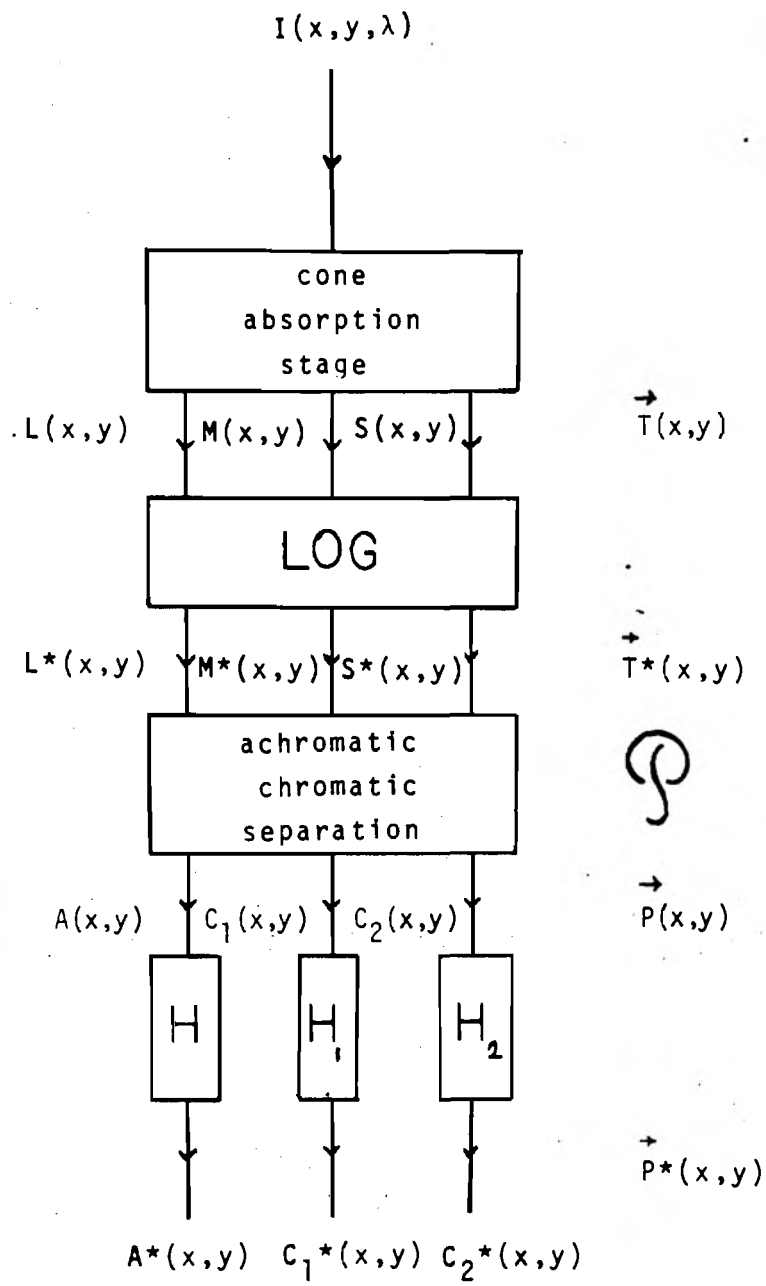 I(x,y,λ)
cone
absorption
stage
L(x,y) M(x,y) S(x,y) T(x,y)
LOG
L*(x,y) M*(x,y) S*(x,y) T*(x,y)
achromatic
chromatic
separation
P
A(x,y) C₁(x,y) C₂(x,y) P(x,y)
H H₁ H₂
P*(x,y)
A*(x,y) C₁*(x,y) C₂*(x,y)